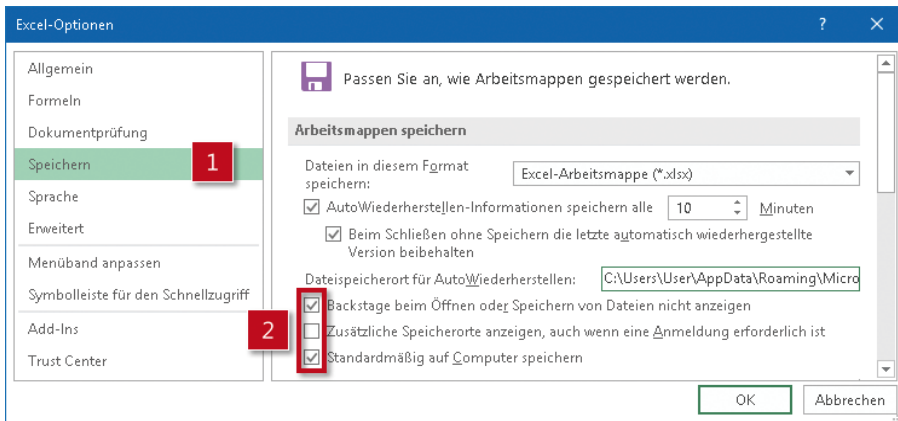 Excel-Optionen
?
Allgemein
Formeln
Dokumentprüfung
Speichern
1
Sprache
Erweitert
Menüband anpassen
Symbolleiste für den Schnellzugriff
Add-Ins
Trust Center
Passen Sie an, wie Arbeitsmappen gespeichert werden.
Arbeitsmappen speichern
Dateien in diesem Format
speichern:
Excel-Arbeitsmappe (*.xlsx)
AutoWiederherstellen-Informationen speichern alle 10 Minuten
Beim Schließen ohne Speichern die letzte automatisch wiederhergestellte
Version beibehalten
Dateispeicherort für AutoWiederherstellen: C:\Users\User\AppData\Roaming\Micro
Backstage beim Öffnen oder Speichern von Dateien nicht anzeigen
2
Zusätzliche Speicherorte anzeigen, auch wenn eine Anmeldung erforderlich ist
Standardmäßig auf Computer speichern
OK
Abbrechen